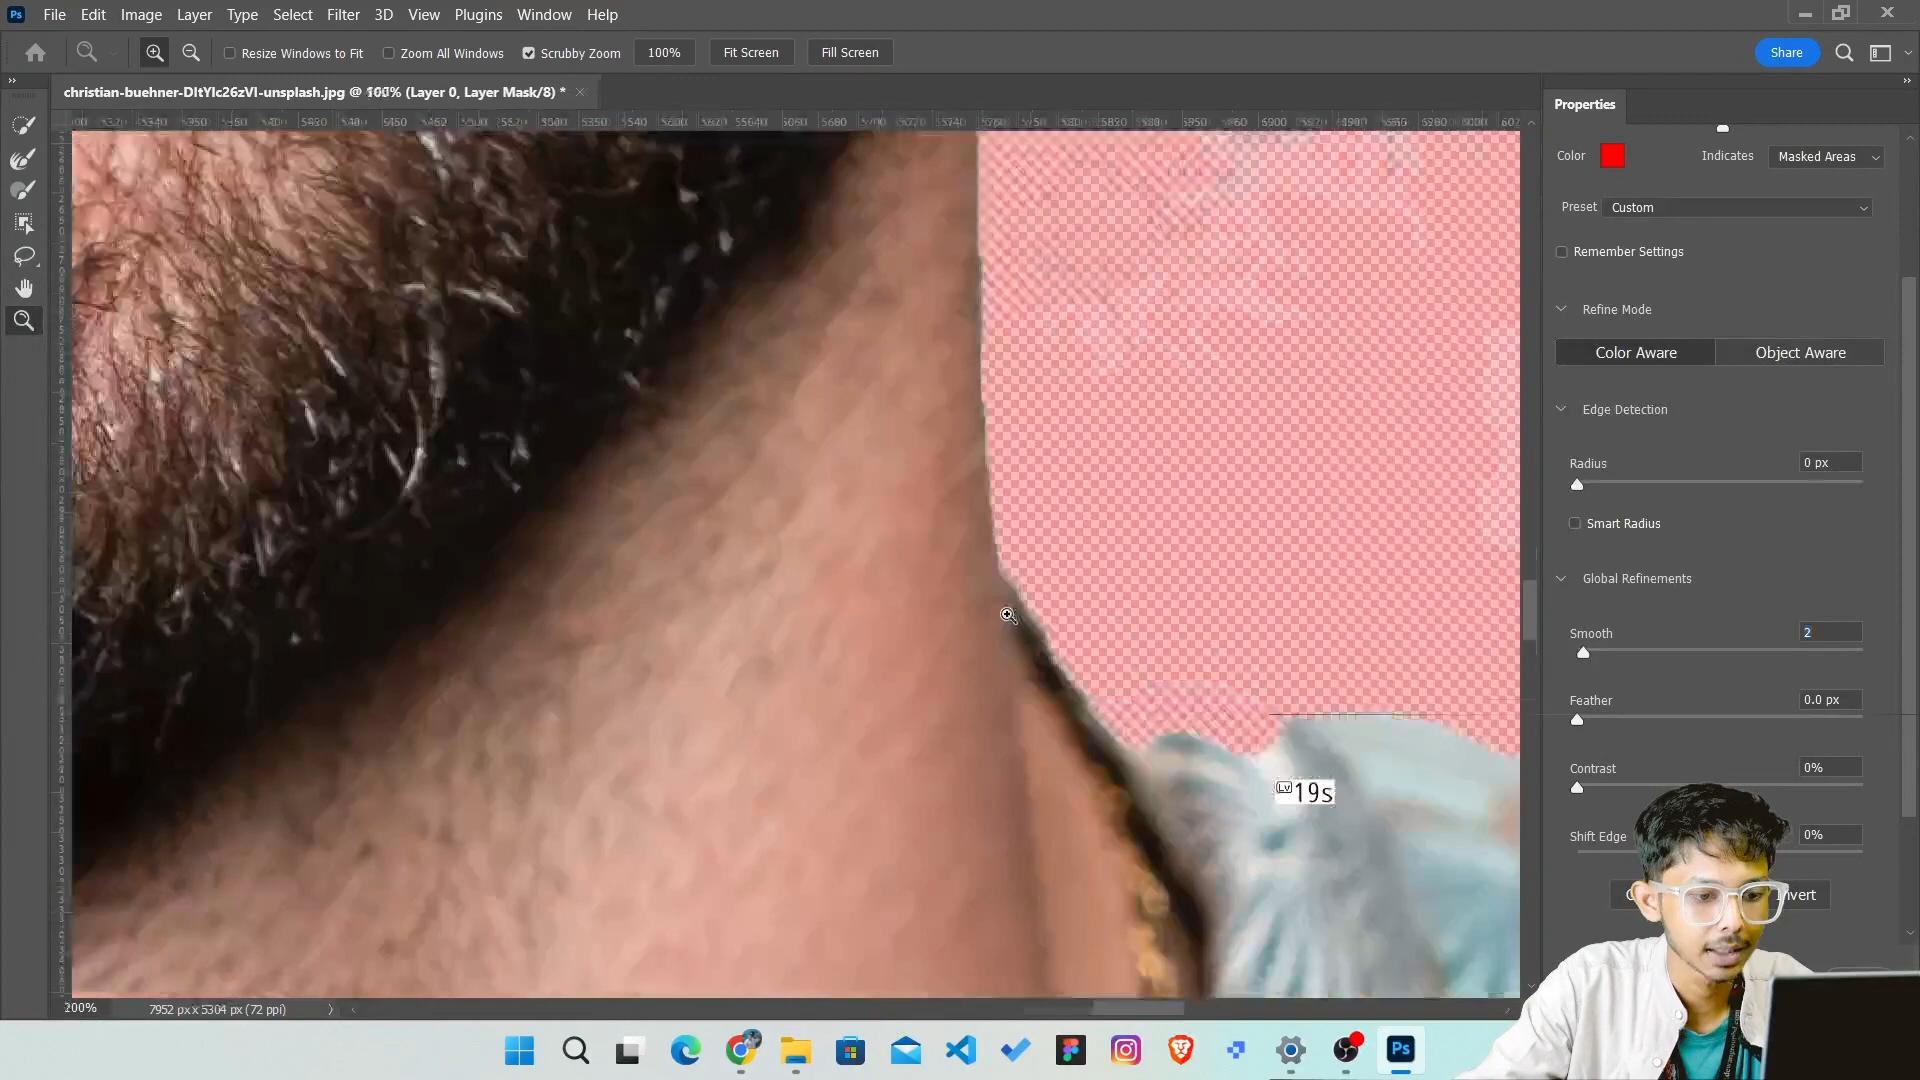 Ps File Edit Image Layer Type Select Filter 3D View Plugins Window Help
Resize Windows to Fit Zoom All Windows Scrubby Zoom 100% Fit Screen Fill Screen Share
christian-buehner-DItYlc26zVI-unsplash.jpg @ 100% (Layer 0, Layer Mask/8) *
Properties
Color Indicates Masked Areas
Preset Custom
Remember Settings
Refine Mode
Color Aware Object Aware
Edge Detection
Radius 0 px
Smart Radius
Global Refinements
Smooth 2
Feather 0.0 px
Contrast 0%
Lv 19s
Shift Edge 0%
Invert
200% 7952 px x 5304 px (72 ppi)
Ps